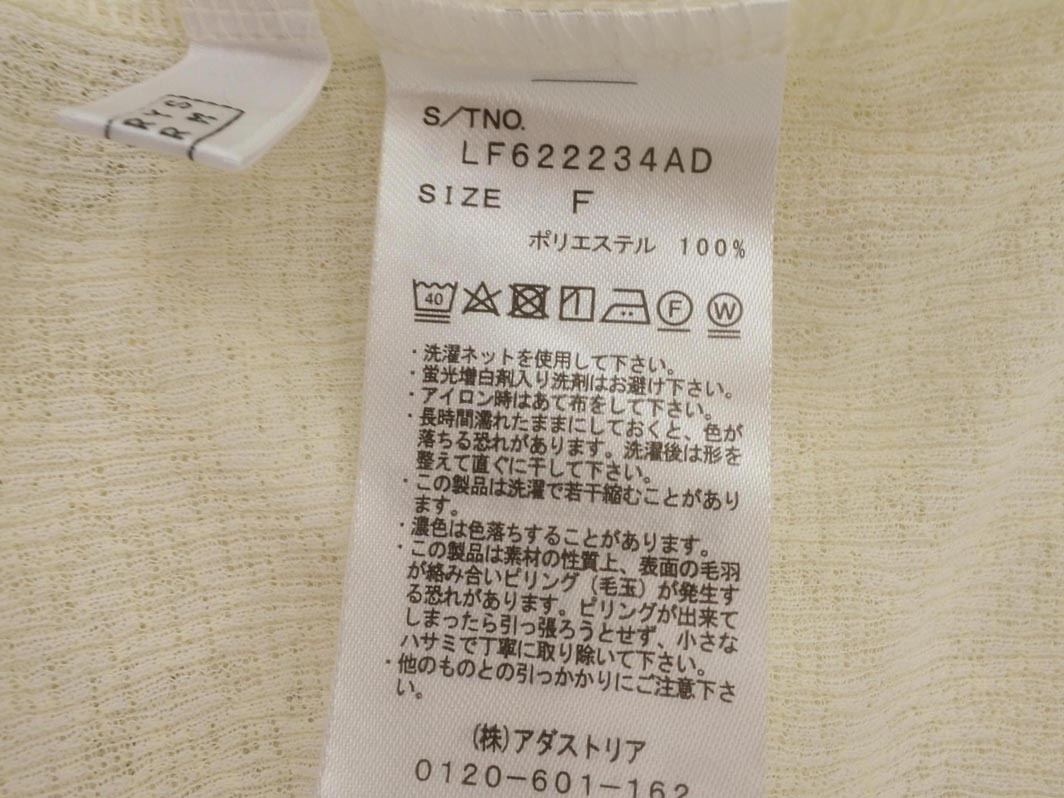 RYSM
R
S/TNO.
LF622234AD
SIZE F
ポリエステル 100%
40 F W
・洗濯ネットを使用して下さい。
・蛍光増白剤入り洗剤はお避け下さい。
・アイロン時はあて布をして下さい。
・長時間濡れたままにしておくと、色が
落ちる恐れがあります。洗濯後は形を
整えて直ぐに干して下さい。
・この製品は洗濯で若干縮むことがあり
ます。
・濃色は色落ちすることがあります。
・この製品は素材の性質上、表面の毛羽
が絡み合いピリング（毛玉）が発生す
る恐れがあります。ピリングが出来て
しまったら引っ張ろうとせず、小さな
ハサミで丁寧に取り除いて下さい。
・他のものとの引っかかりにご注意下さ
い。
(株)アダストリア
0120-601-162